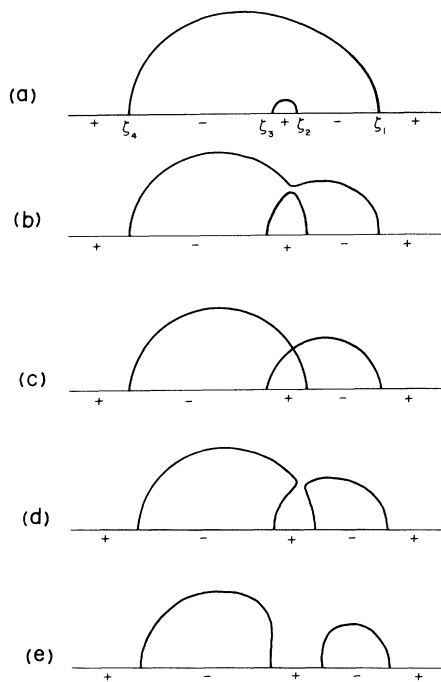 (a)
+ ζ₄ - ζ₃ + ζ₂ - ζ₁ +
(b)
+ - + - +
(c)
+ - + - +
(d)
+ - + - +
(e)
+ - + - +